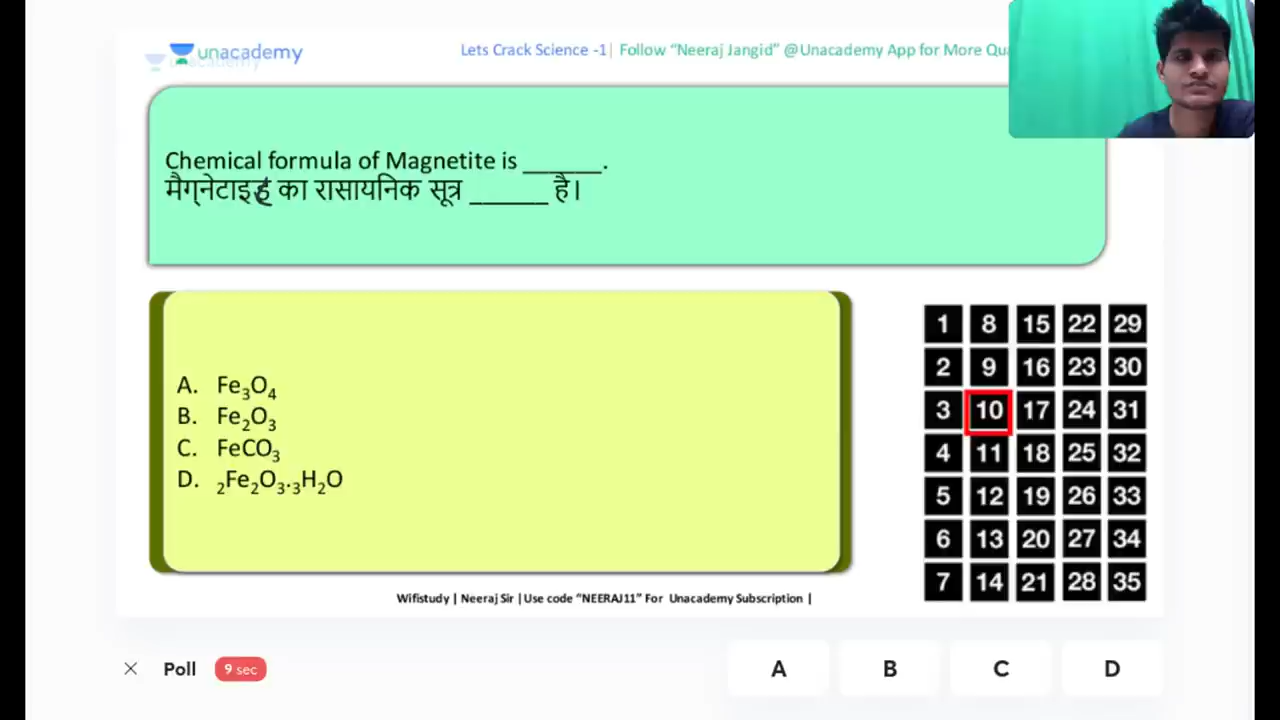 unacademy
Lets Crack Science -1| Follow “Neeraj Jangid” @Unacademy App for More Qu
Chemical formula of Magnetite is ______.
मैग्नेटाइ का रासायनिक सूत्र ______ है।
A. Fe₃O₄
B. Fe₂O₃
C. FeCO₃
D. ₂Fe₂O₃.₃H₂O
1 8 15 22 29
2 9 16 23 30
3 10 17 24 31
4 11 18 25 32
5 12 19 26 33
6 13 20 27 34
7 14 21 28 35
Wifistudy | Neeraj Sir | Use code “NEERAJ11” For Unacademy Subscription |
Poll 9 sec A B C D